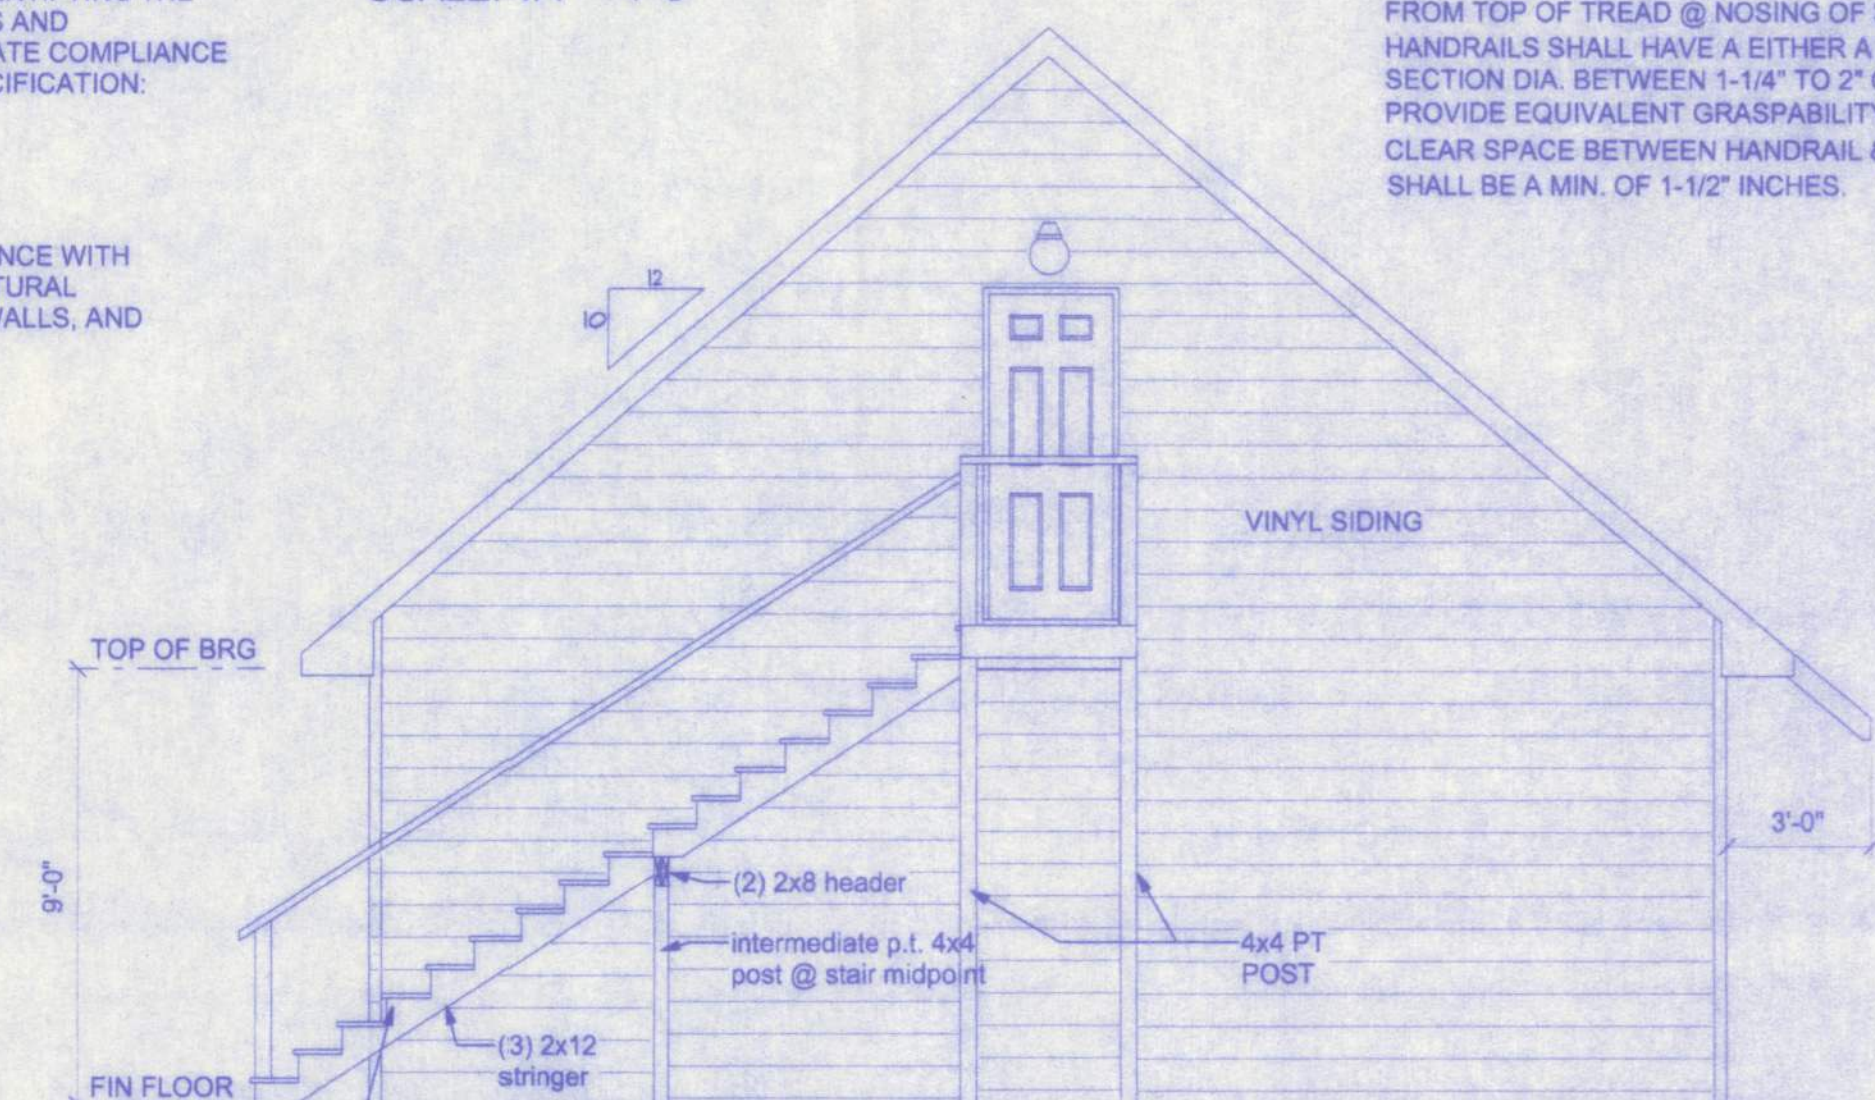 S AND
ATE COMPLIANCE
CIFICATION:
NCE WITH
TURAL
WALLS, AND
FROM TOP OF TREAD @ NOSING OF
HANDRAILS SHALL HAVE A EITHER A
SECTION DIA. BETWEEN 1-1/4" TO 2"
PROVIDE EQUIVALENT GRASPABILITY
CLEAR SPACE BETWEEN HANDRAIL &
SHALL BE A MIN. OF 1-1/2" INCHES.
12
10
VINYL SIDING
TOP OF BRG
3'-0"
9'-0"
(2) 2x8 header
intermediate p.t. 4x4
post @ stair midpoint
4x4 PT
POST
(3) 2x12
stringer
FIN FLOOR